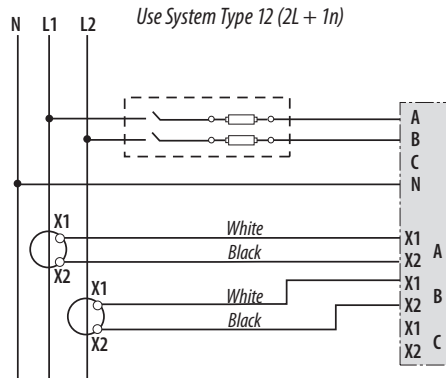 Use System Type 12 (2L + 1n)
N L1 L2
A
B
C
N
X1 White X1
X2 Black X2 A
X1 White X1
X2 Black X2 B
X1
X2 C